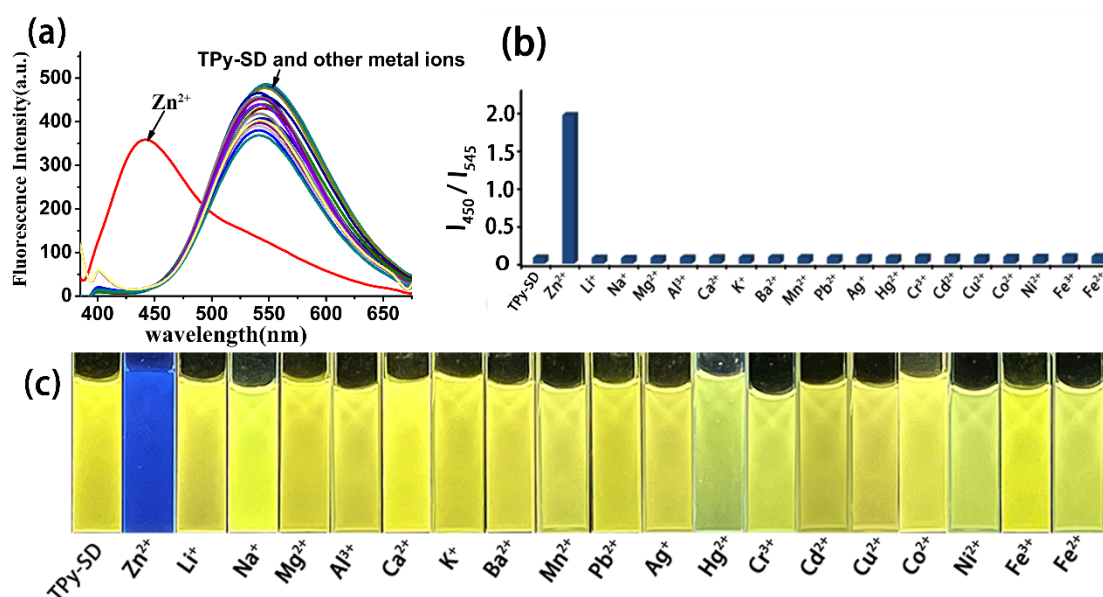 (a)
TPy-SD and other metal ions
Zn²⁺
Fluorescence Intensity(a.u.)
500
400
300
200
100
0
400 450 500 550 600 650
wavelength(nm)
(b)
I₄₅₀ / I₅₄₅
2.0
1.5
1.0
0.5
0
TPy-SD Zn²⁺ Li⁺ Na⁺ Mg²⁺ Al³⁺ Ca²⁺ K⁺ Ba²⁺ Mn²⁺ Pb²⁺ Ag⁺ Hg²⁺ Cr³⁺ Cd²⁺ Cu²⁺ Co²⁺ Ni²⁺ Fe³⁺ Fe²⁺
(c)
TPy-SD Zn²⁺ Li⁺ Na⁺ Mg²⁺ Al³⁺ Ca²⁺ K⁺ Ba²⁺ Mn²⁺ Pb²⁺ Ag⁺ Hg²⁺ Cr³⁺ Cd²⁺ Cu²⁺ Co²⁺ Ni²⁺ Fe³⁺ Fe²⁺